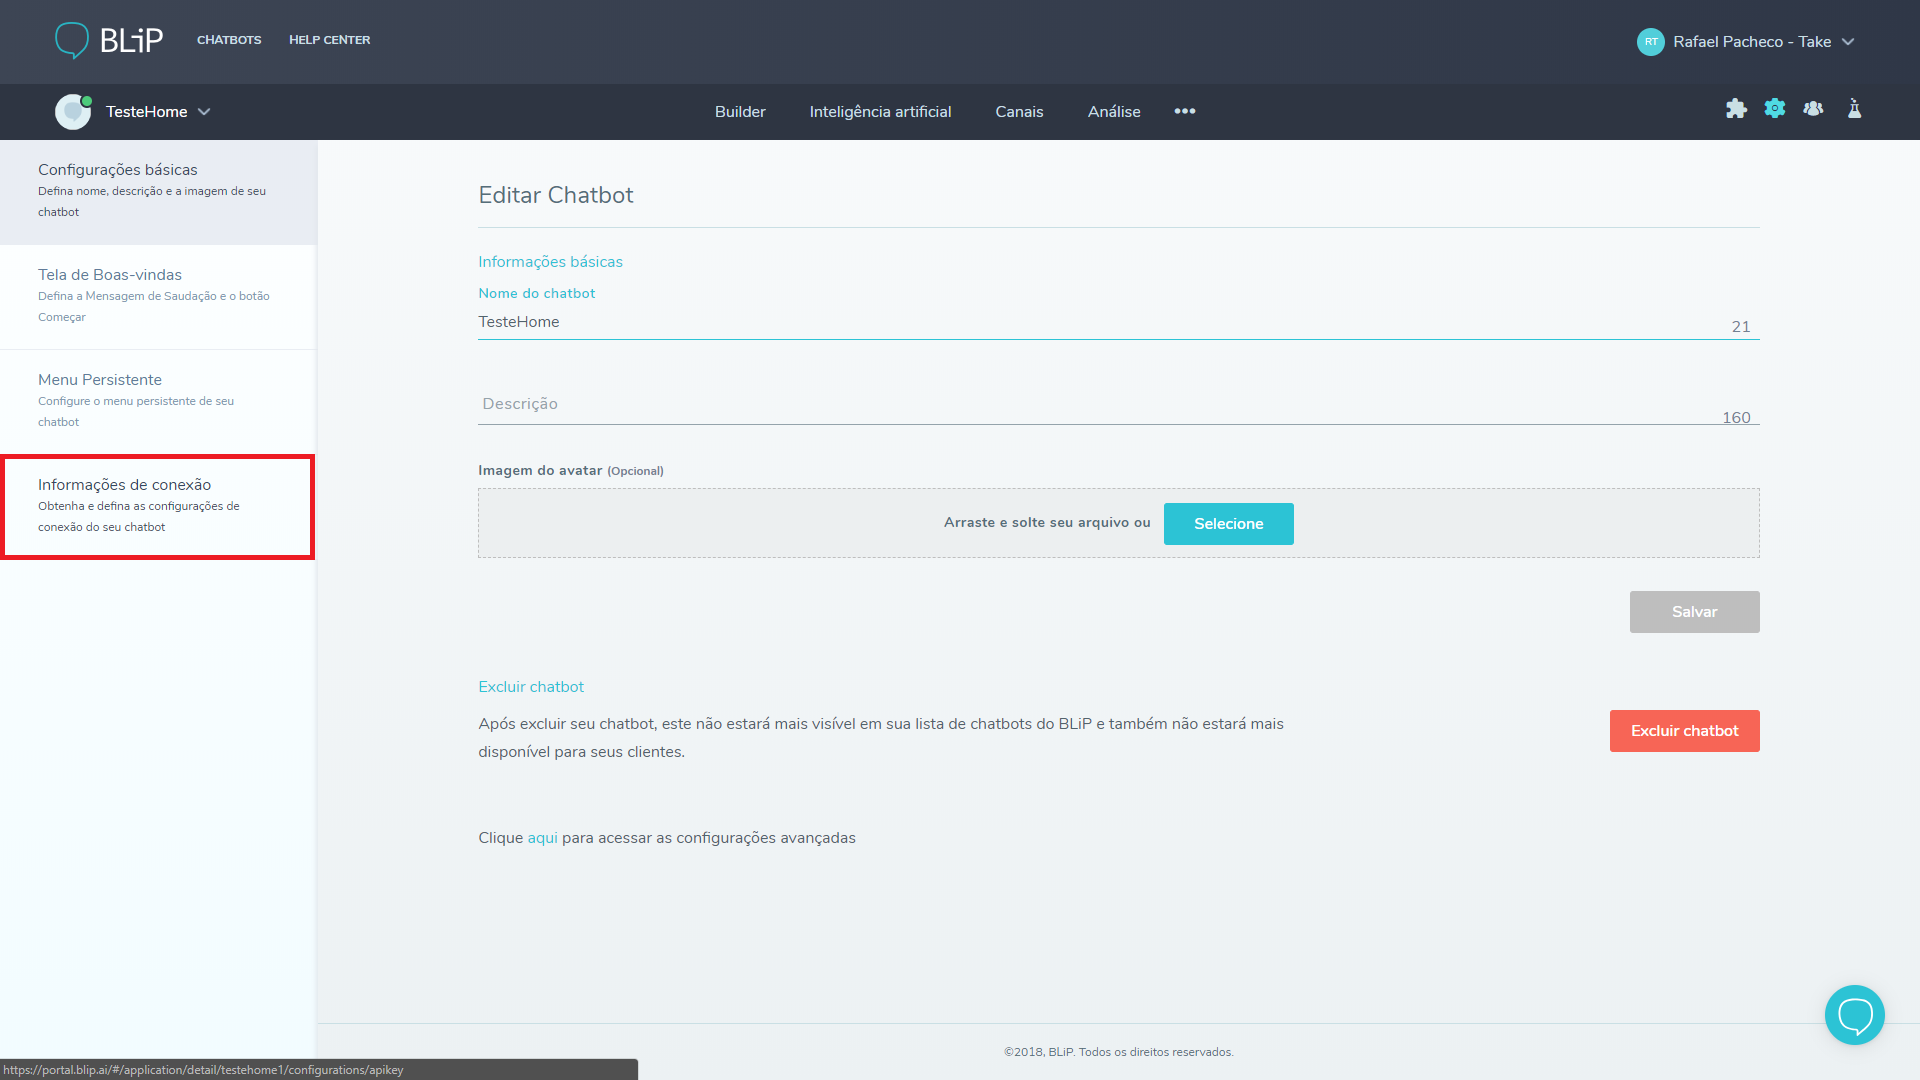 BLiP
CHATBOTS
HELP CENTER
RT
Rafael Pacheco - Take
TesteHome
Builder
Inteligência artificial
Canais
Análise
Configurações básicas
Defina nome, descrição e a imagem de seu
chatbot
Tela de Boas-vindas
Defina a Mensagem de Saudação e o botão
Começar
Menu Persistente
Configure o menu persistente de seu
chatbot
Informações de conexão
Obtenha e defina as configurações de
conexão do seu chatbot
Editar Chatbot
Informações básicas
Nome do chatbot
TesteHome
21
Descrição
160
Imagem do avatar (Opcional)
Arraste e solte seu arquivo ou
Selecione
Salvar
Excluir chatbot
Após excluir seu chatbot, este não estará mais visível em sua lista de chatbots do BLiP e também não estará mais
disponível para seus clientes.
Excluir chatbot
Clique aqui para acessar as configurações avançadas
©2018, BLiP. Todos os direitos reservados.
https://portal.blip.ai/#/application/detail/testehome1/configurations/apikey